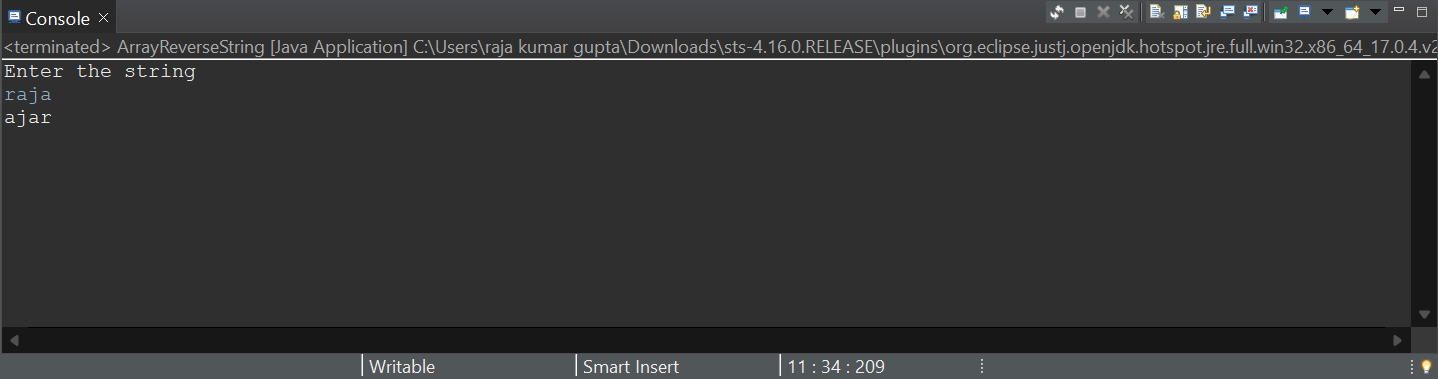 Console
<terminated> ArrayReverseString [Java Application] C:\Users\raja kumar gupta\Downloads\sts-4.16.0.RELEASE\plugins\org.eclipse.justj.openjdk.hotspot.jre.full.win32.x86_64_17.0.4.v2
Enter the string
raja
ajar
Writable Smart Insert 11 : 34 : 209